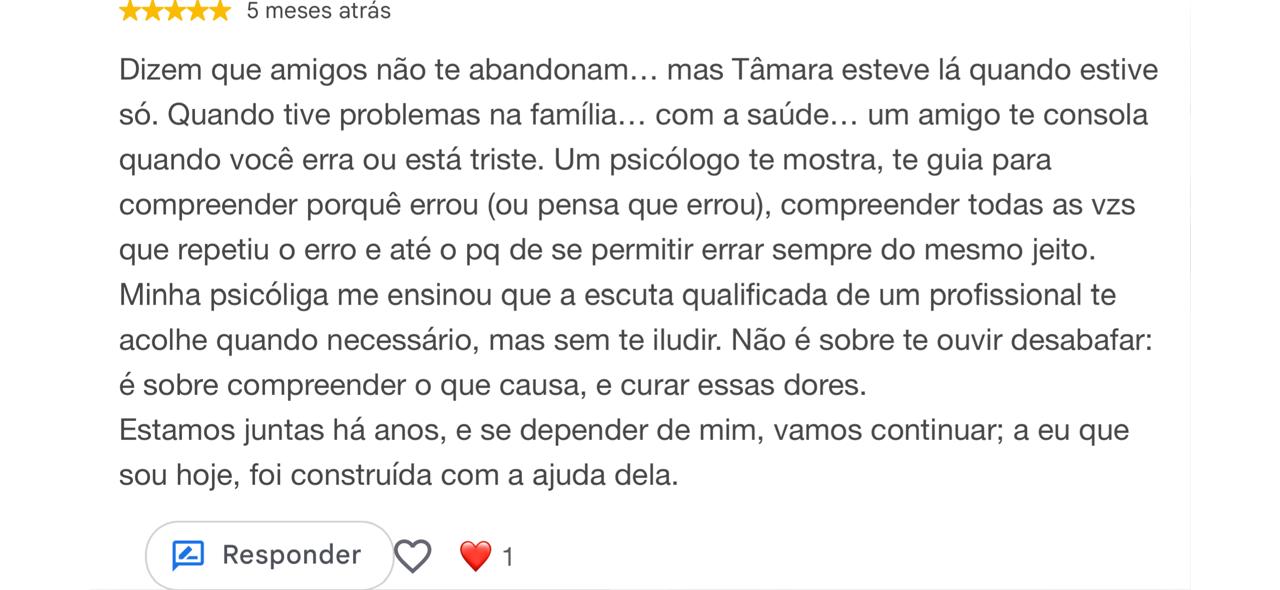 5 meses atrás
Dizem que amigos não te abandonam… mas Tâmara esteve lá quando estive
só. Quando tive problemas na família… com a saúde… um amigo te consola
quando você erra ou está triste. Um psicólogo te mostra, te guia para
compreender porquê errou (ou pensa que errou), compreender todas as vzs
que repetiu o erro e até o pq de se permitir errar sempre do mesmo jeito.
Minha psicóliga me ensinou que a escuta qualificada de um profissional te
acolhe quando necessário, mas sem te iludir. Não é sobre te ouvir desabafar:
é sobre compreender o que causa, e curar essas dores.
Estamos juntas há anos, e se depender de mim, vamos continuar; a eu que
sou hoje, foi construída com a ajuda dela.
Responder ❤️ 1